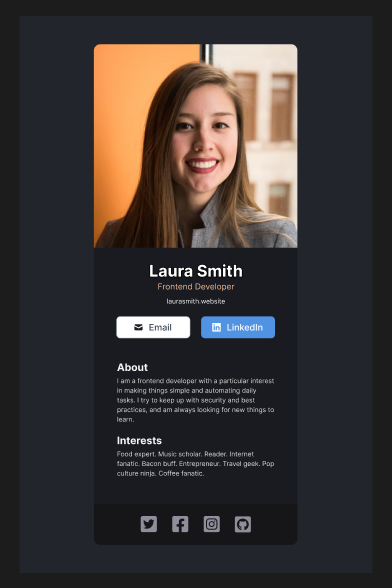 Laura Smith
Frontend Developer
laurasmith.website
Email
LinkedIn
About
I am a frontend developer with a particular interest
in making things simple and automating daily
tasks. I try to keep up with security and best
practices, and am always looking for new things to
learn.
Interests
Food expert. Music scholar. Reader. Internet
fanatic. Bacon buff. Entrepreneur. Travel geek. Pop
culture ninja. Coffee fanatic.